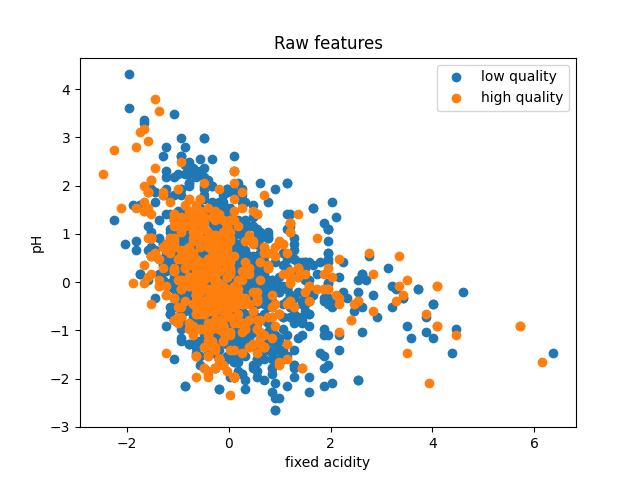 Raw features
low quality
high quality
4
3
2
1
0
−1
−2
−3
pH
−2
0
2
4
6
fixed acidity